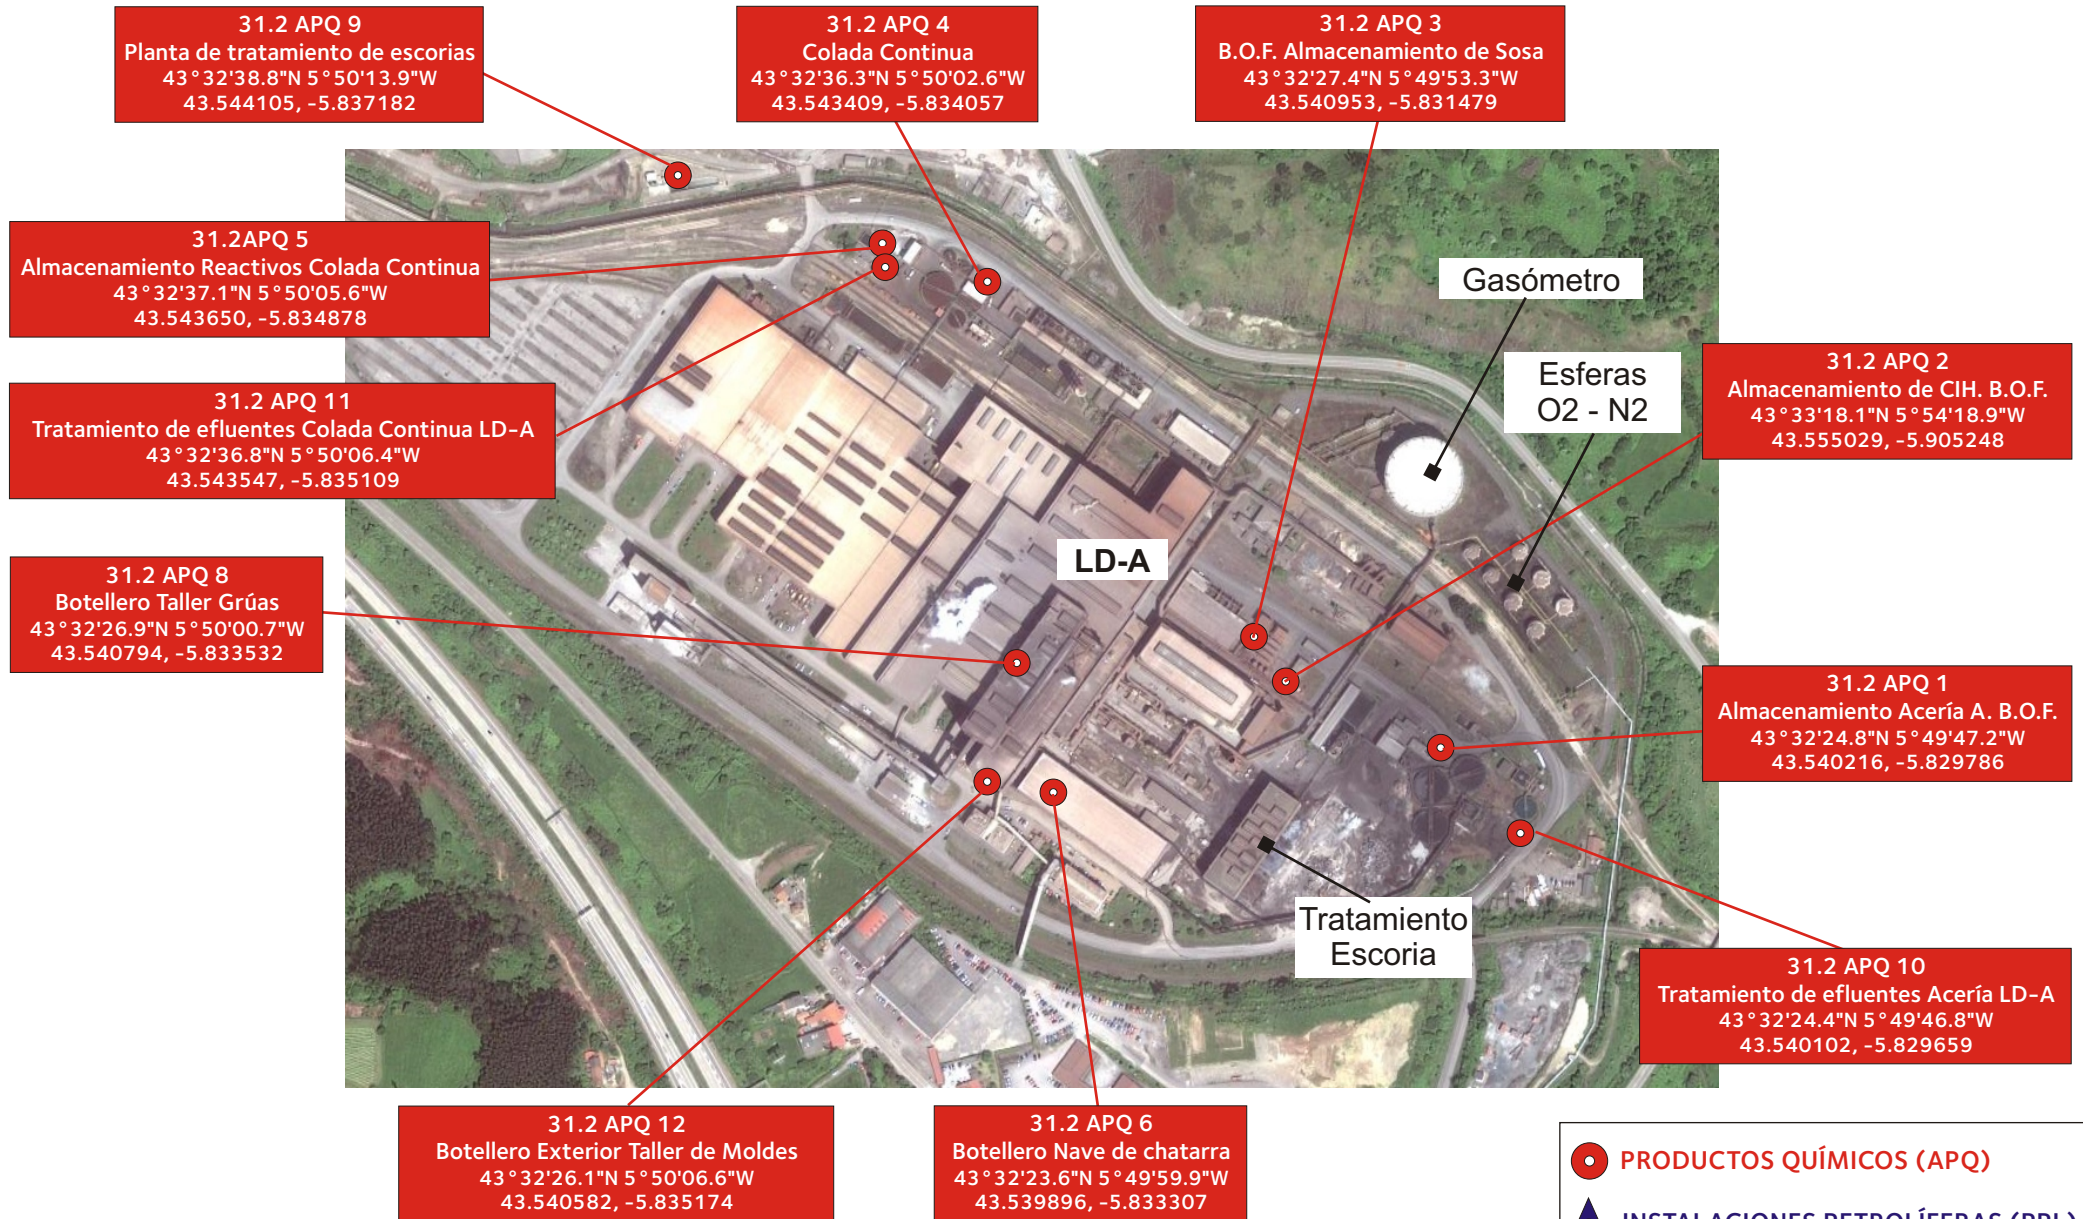 31.2 APQ 9
Planta de tratamiento de escorias
43°32'38.8"N 5°50'13.9"W
43.544105, -5.837182
31.2 APQ 4
Colada Continua
43°32'36.3"N 5°50'02.6"W
43.543409, -5.834057
31.2 APQ 3
B.O.F. Almacenamiento de Sosa
43°32'27.4"N 5°49'53.3"W
43.540953, -5.831479
31.2APQ 5
Almacenamiento Reactivos Colada Continua
43°32'37.1"N 5°50'05.6"W
43.543650, -5.834878
Gasómetro
Esferas
O2 - N2
31.2 APQ 2
Almacenamiento de CIH. B.O.F.
43°33'18.1"N 5°54'18.9"W
43.555029, -5.905248
31.2 APQ 11
Tratamiento de efluentes Colada Continua LD-A
43°32'36.8"N 5°50'06.4"W
43.543547, -5.835109
LD-A
31.2 APQ 8
Botellero Taller Grúas
43°32'26.9"N 5°50'00.7"W
43.540794, -5.833532
31.2 APQ 1
Almacenamiento Acería A. B.O.F.
43°32'24.8"N 5°49'47.2"W
43.540216, -5.829786
Tratamiento
Escoria
31.2 APQ 10
Tratamiento de efluentes Acería LD-A
43°32'24.4"N 5°49'46.8"W
43.540102, -5.829659
31.2 APQ 12
Botellero Exterior Taller de Moldes
43°32'26.1"N 5°50'06.6"W
43.540582, -5.835174
31.2 APQ 6
Botellero Nave de chatarra
43°32'23.6"N 5°49'59.9"W
43.539896, -5.833307
PRODUCTOS QUÍMICOS (APQ)
INSTALACIONES PETROLÍFERAS (PPL)